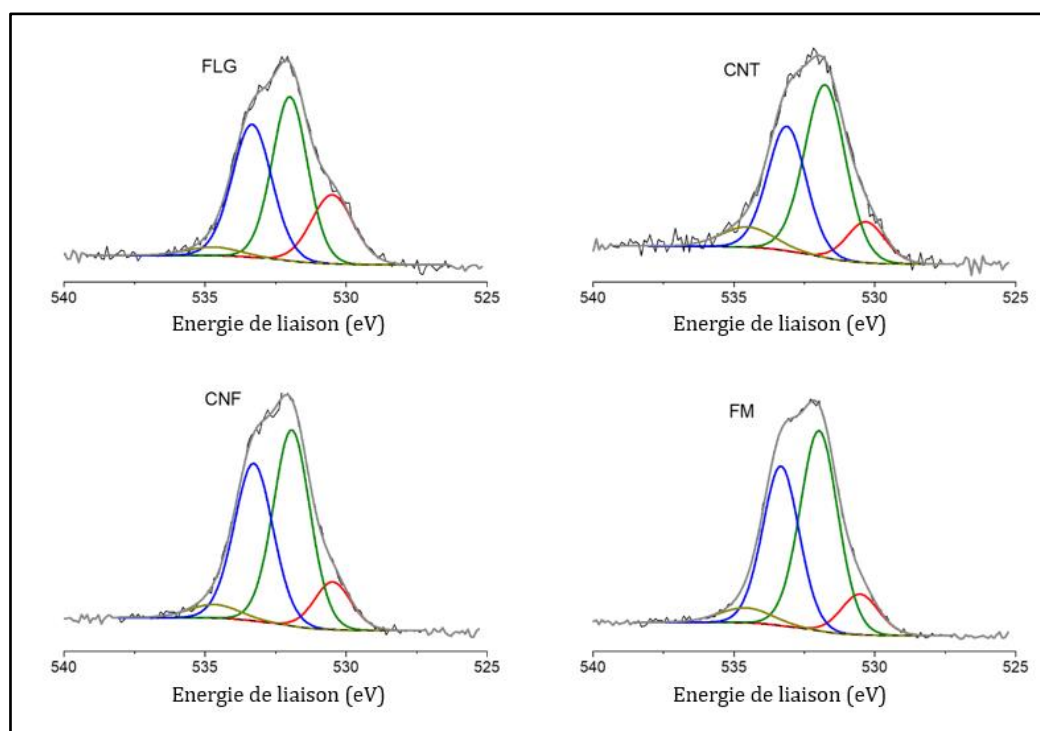 FLG
540 535 530 525
Energie de liaison (eV)
CNT
540 535 530 525
Energie de liaison (eV)
CNF
540 535 530 525
Energie de liaison (eV)
FM
540 535 530 525
Energie de liaison (eV)